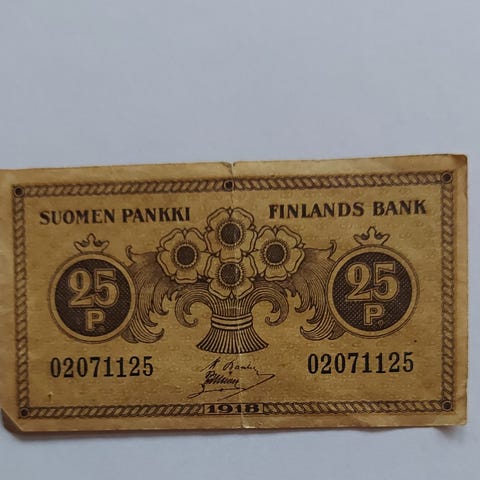 SUOMEN PANKKI FINLANDS BANK
25 25
P. P.
02071125 02071125
1918